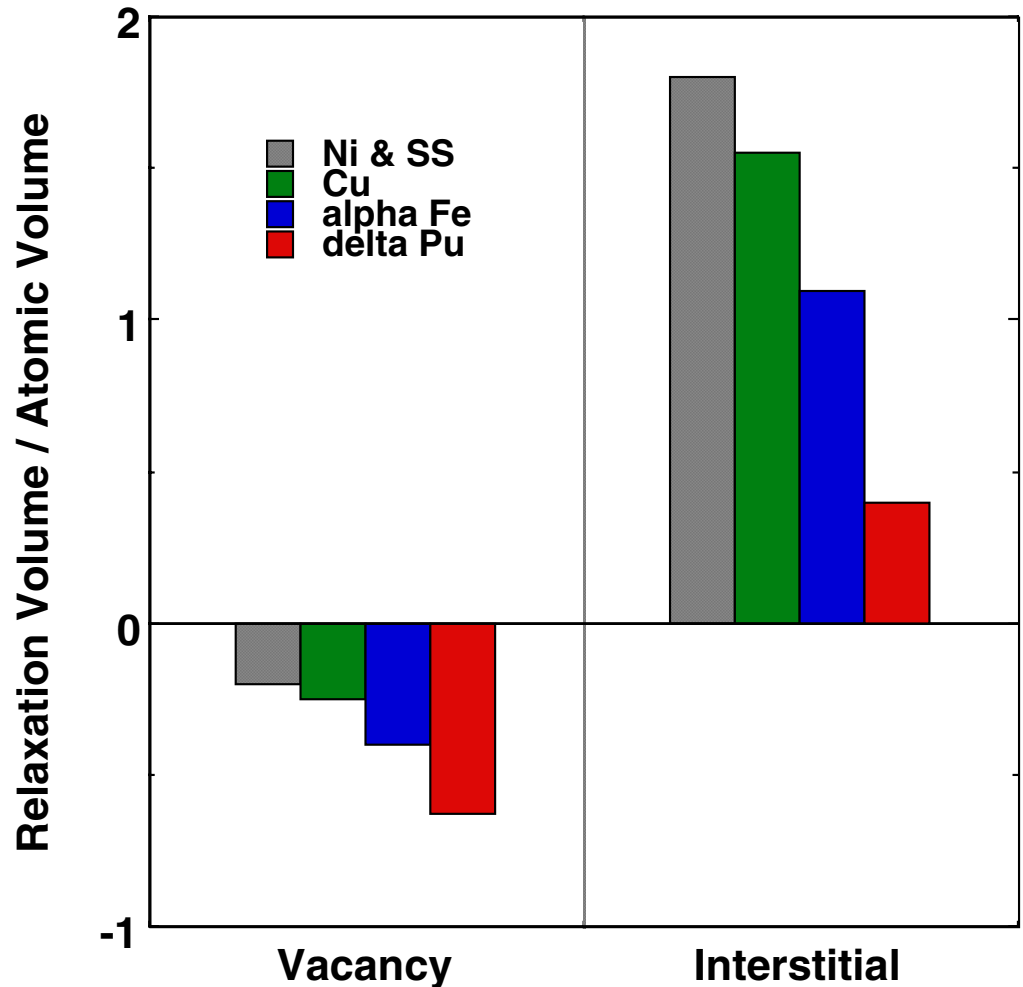 Relaxation Volume / Atomic Volume
2
1
0
-1
Ni & SS
Cu
alpha Fe
delta Pu
Vacancy Interstitial